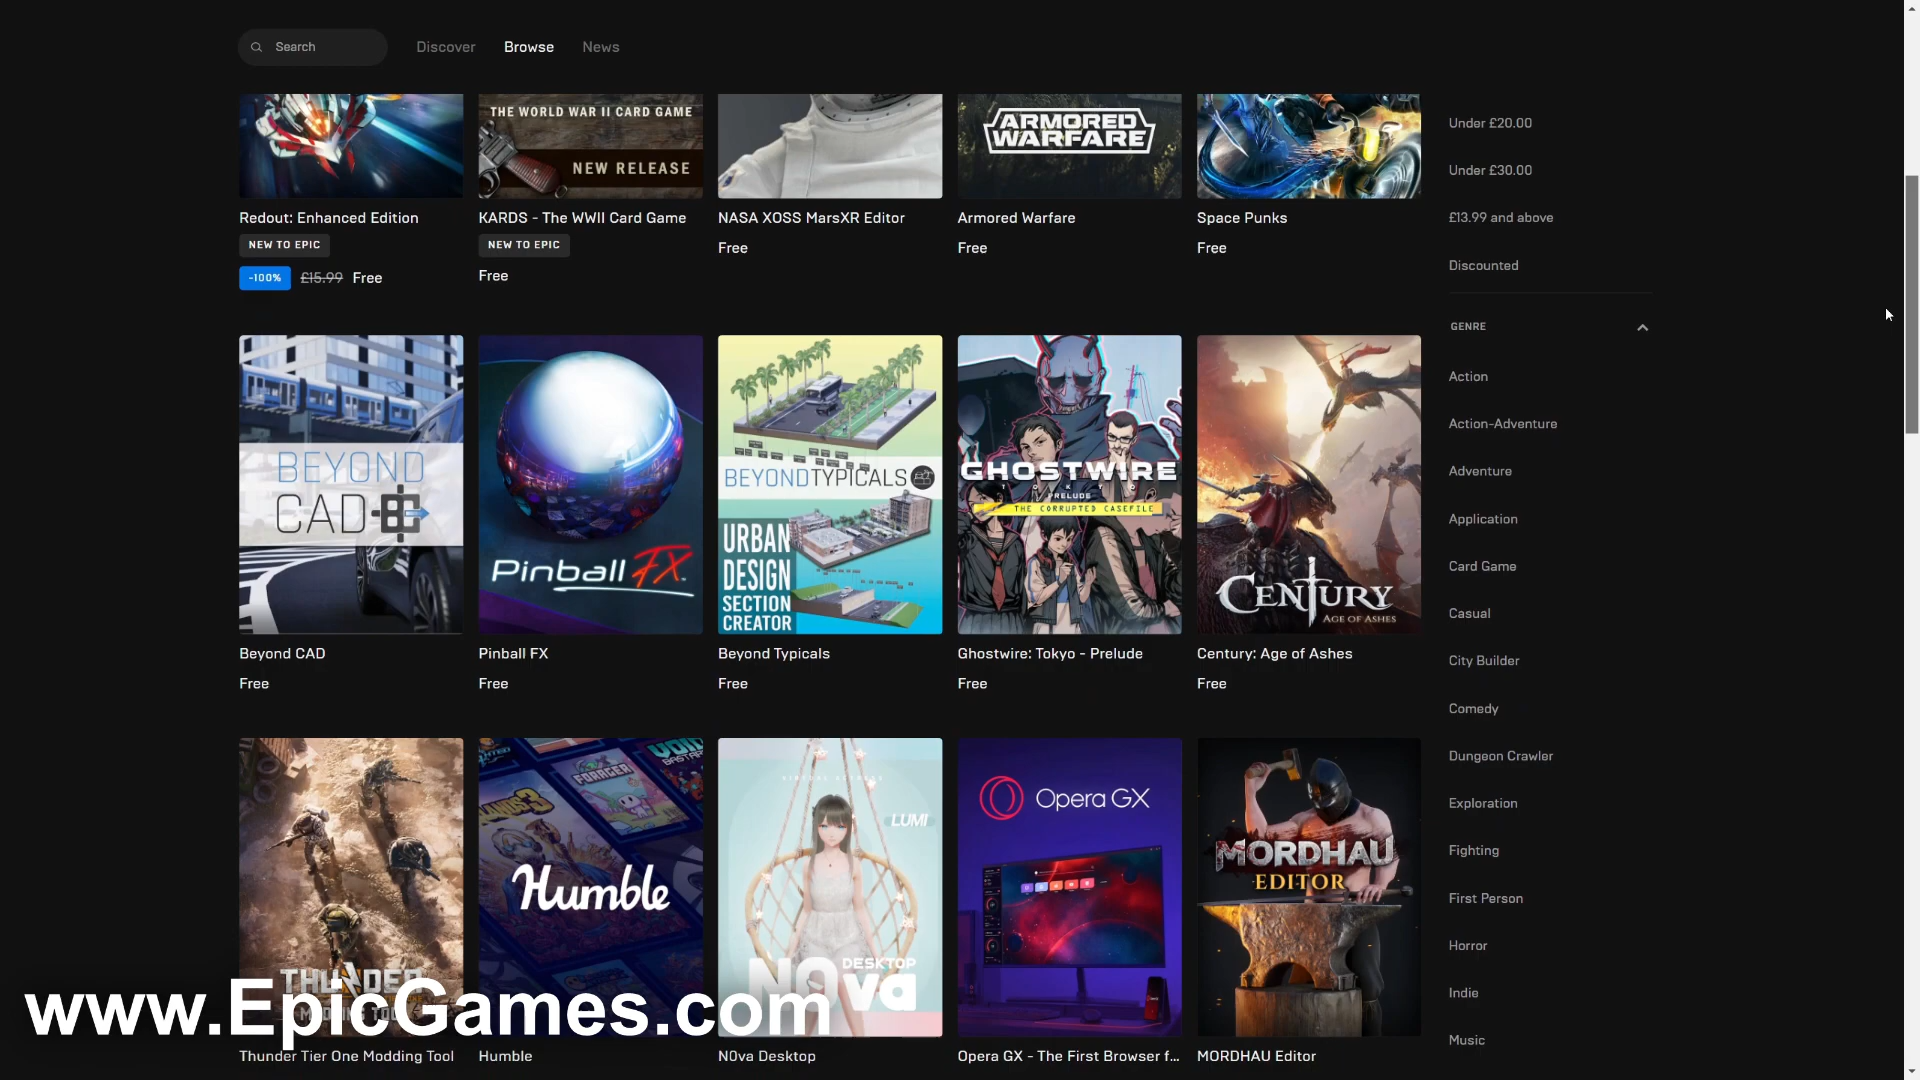 Search
Discover
Browse
News
THE WORLD WAR II CARD GAME
NEW RELEASE
ARMORED
WARFARE
Redout: Enhanced Edition
KARDS - The WWII Card Game
NASA XOSS MarsXR Editor
Armored Warfare
Space Punks
NEW TO EPIC
NEW TO EPIC
Free
Free
Free
-100% £15.99 Free
Free
Under £20.00
Under £30.00
£13.99 and above
Discounted
GENRE
Action
Action-Adventure
Adventure
Application
Card Game
Casual
City Builder
Comedy
Dungeon Crawler
Exploration
Fighting
First Person
Horror
Indie
Music
BEYOND
CAD
Pinball FX
BEYONDTYPICALS
URBAN
DESIGN
SECTION
CREATOR
GHOSTWIRE
TOKYO
PRELUDE
THE CORRUPTED CASEFILE
CENTURY
AGE OF ASHES
Beyond CAD
Pinball FX
Beyond Typicals
Ghostwire: Tokyo - Prelude
Century: Age of Ashes
Free
Free
Free
Free
Free
THUNDER
FORAGER
VOID
BASTARDS
Humble
LUMI
N0va
DESKTOP
Opera GX
MORDHAU
EDITOR
www.EpicGames.com
Thunder Tier One Modding Tool
Humble
N0va Desktop
Opera GX - The First Browser f...
MORDHAU Editor